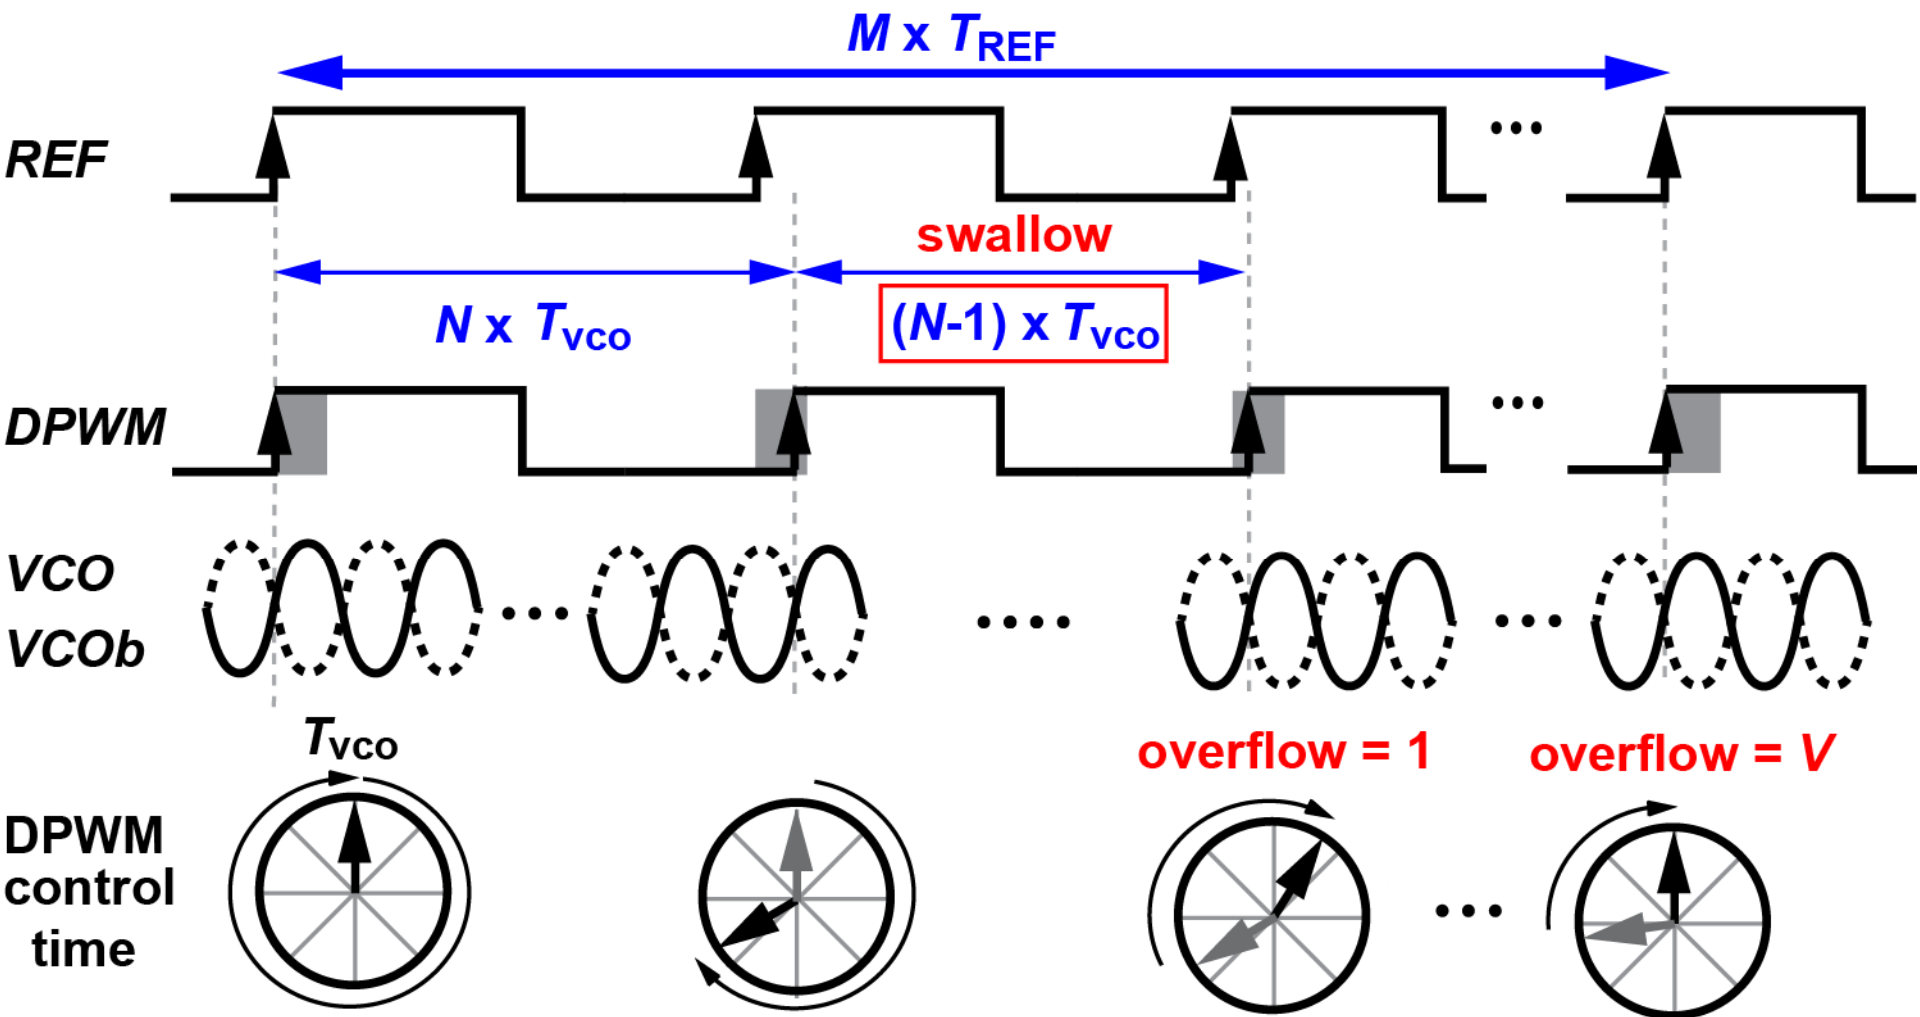 M x TREF
REF
...
swallow
N x Tvco
(N-1) x Tvco
DPWM
...
VCO
VCOb
...
....
...
Tvco
overflow = 1
overflow = V
DPWM
control
time
...